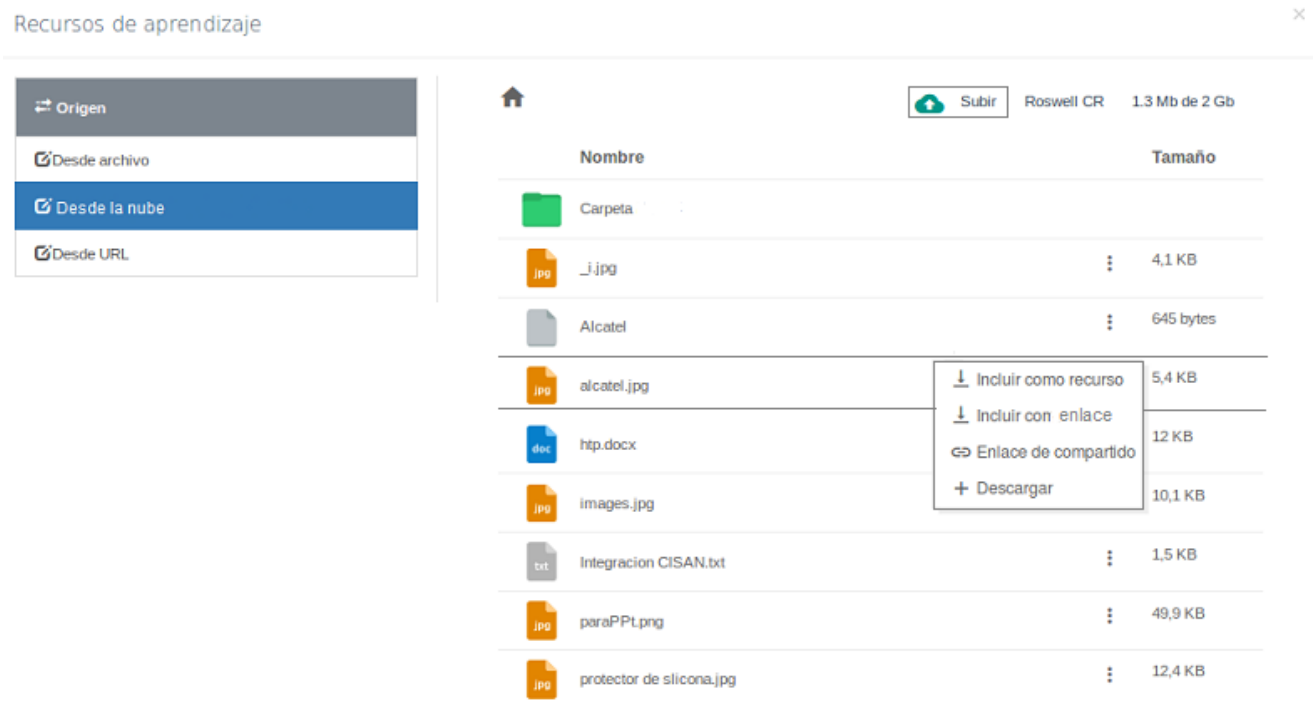 Recursos de aprendizaje
×
Origen
Desde archivo
Desde la nube
Desde URL
Subir Roswell CR 1.3 Mb de 2 Gb
Nombre Tamaño
Carpeta
jpg _i.jpg 4,1 KB
Alcatel 645 bytes
jpg alcatel.jpg 5,4 KB
Incluir como recurso
Incluir con enlace
Enlace de compartido
Descargar
doc htp.docx 12 KB
jpg images.jpg 10,1 KB
txt Integracion CISAN.txt 1,5 KB
jpg paraPPt.png 49,9 KB
jpg protector de slicona.jpg 12,4 KB